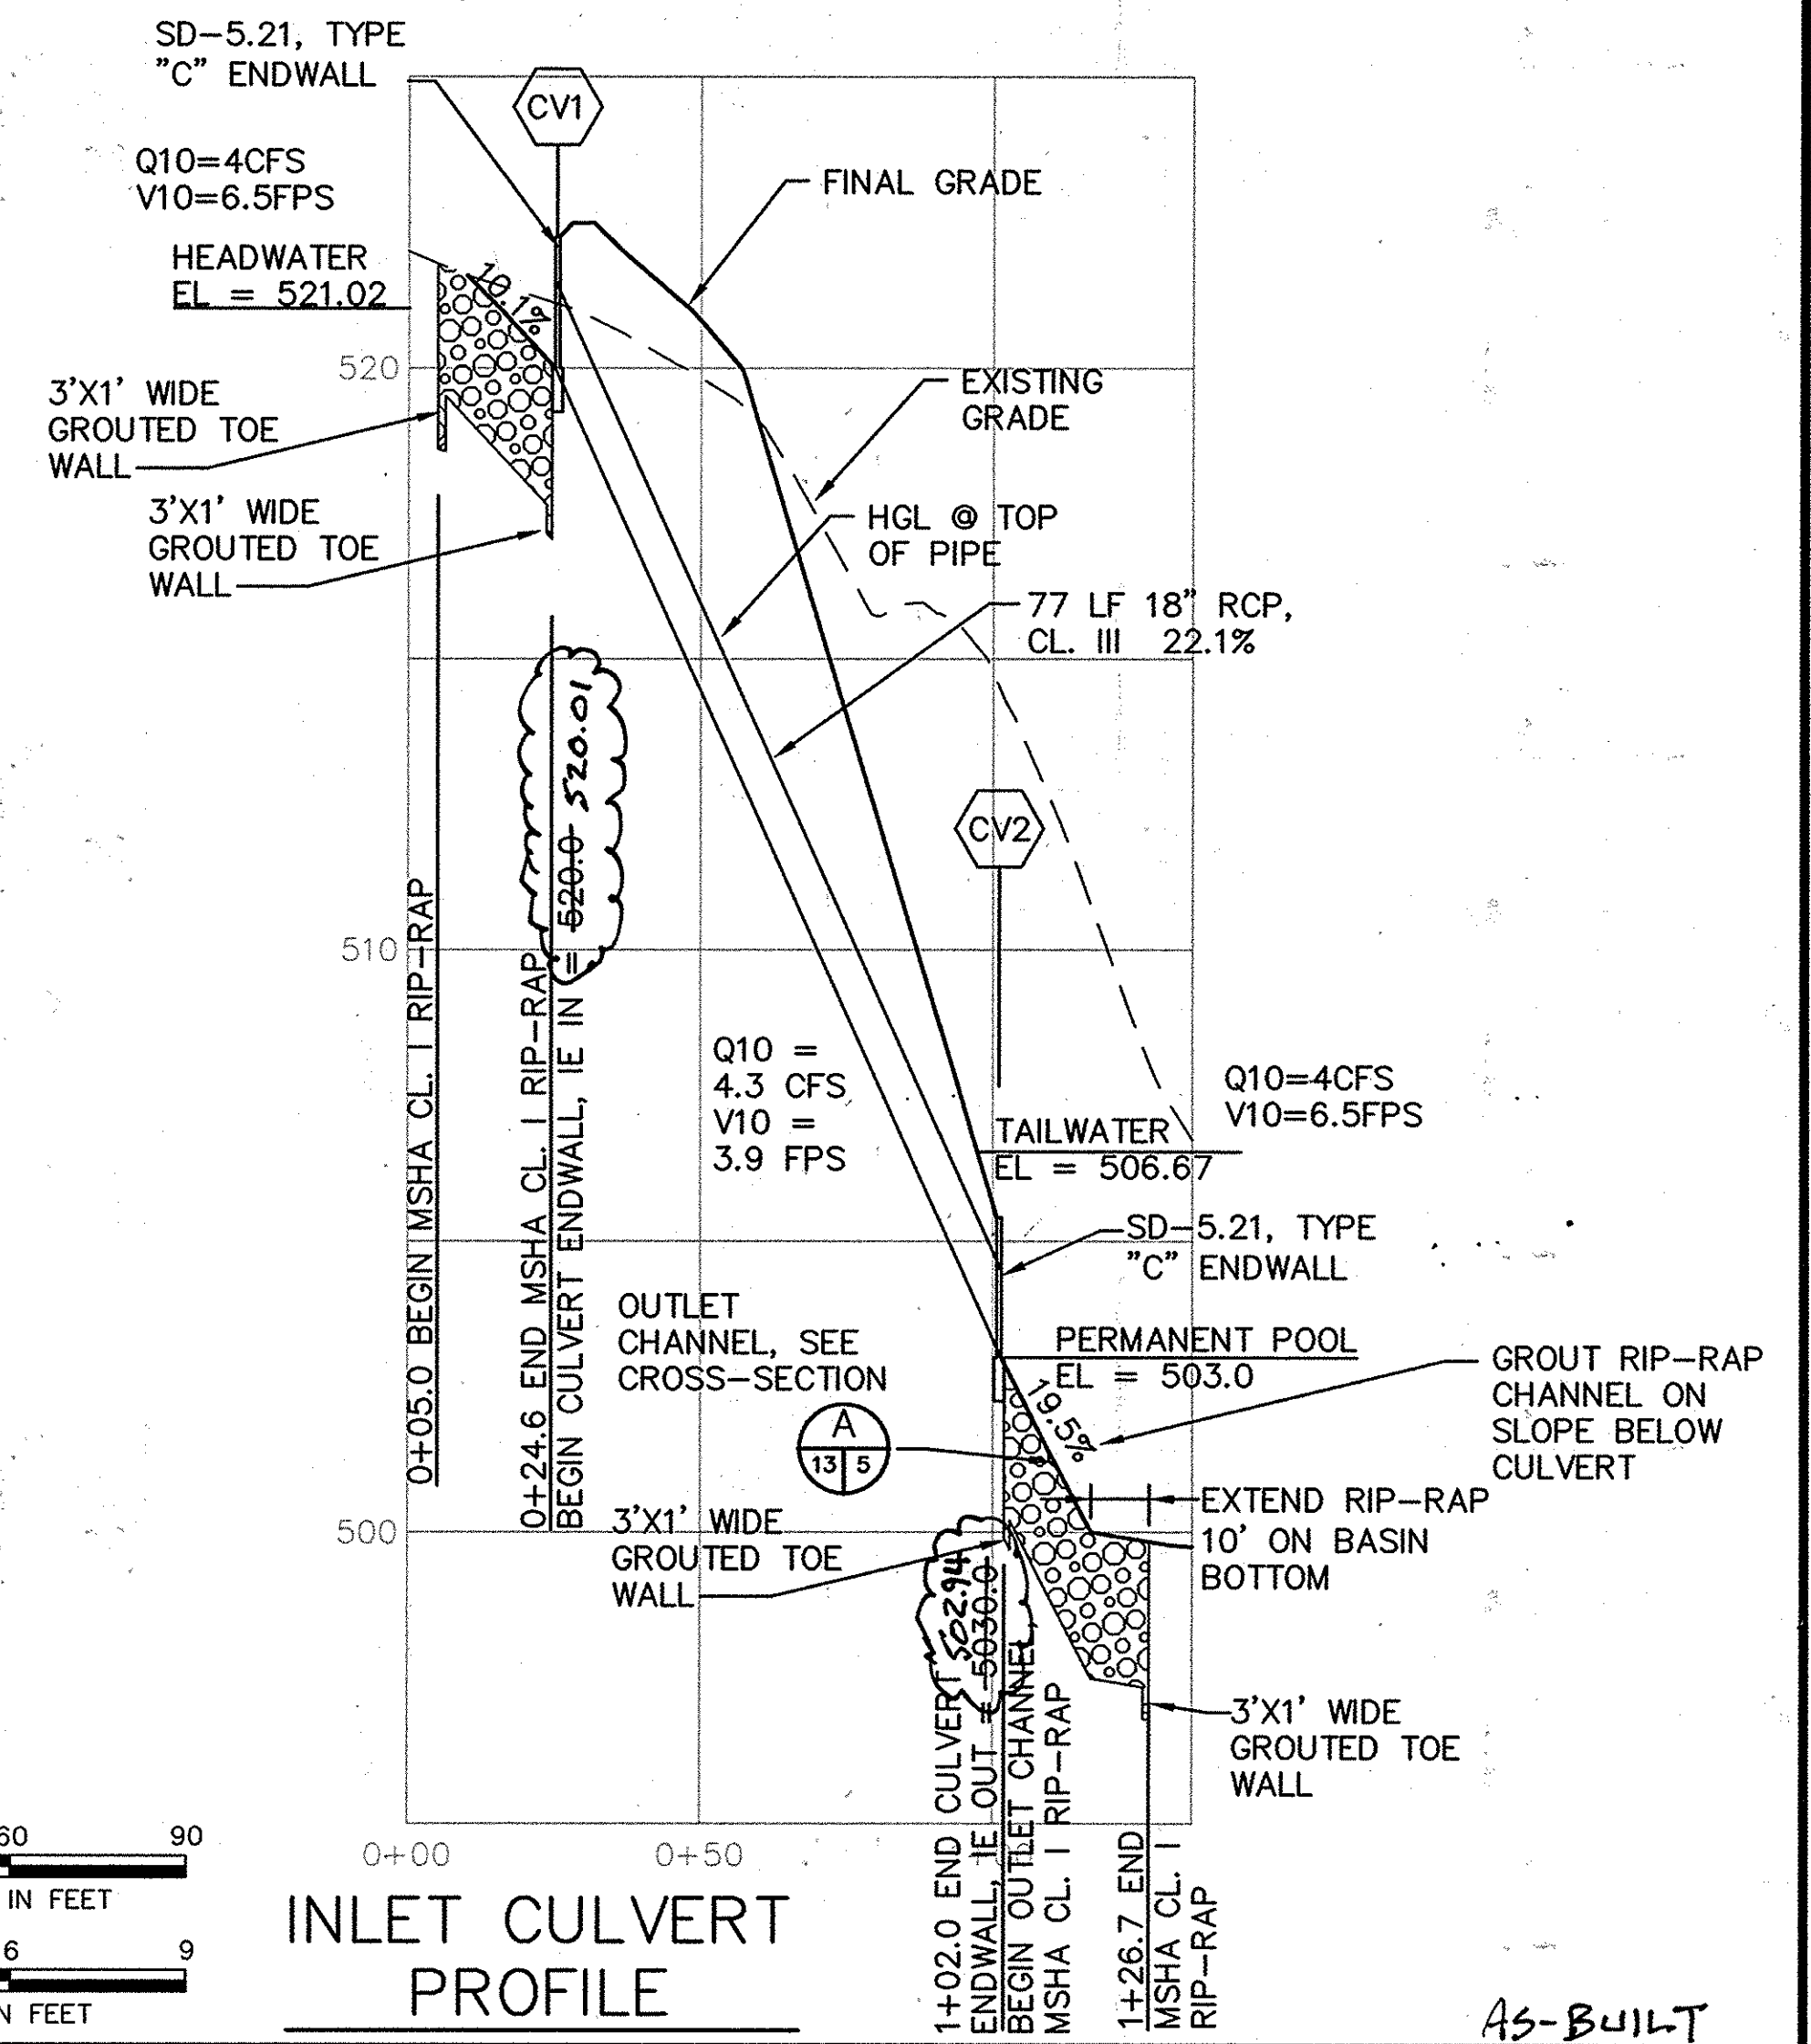 SD-5.21, TYPE
"C" ENDWALL
CV1
Q10=4CFS
V10=6.5FPS
FINAL GRADE
HEADWATER
EL = 521.02
10.1%
520
3'X1' WIDE
GROUTED TOE
WALL
EXISTING
GRADE
3'X1' WIDE
GROUTED TOE
WALL
HGL @ TOP
OF PIPE
77 LF 18" RCP,
CL. III 22.1%
CV2
510
0+05.0 BEGIN MSHA CL. I RIP-RAP
0+24.6 END MSHA CL. I RIP-RAP
BEGIN CULVERT ENDWALL, IE IN = 520.0 520.01
Q10 =
4.3 CFS
V10 =
3.9 FPS
Q10=4CFS
V10=6.5FPS
TAILWATER
EL = 506.67
SD-5.21, TYPE
"C" ENDWALL
OUTLET
CHANNEL, SEE
CROSS-SECTION
PERMANENT POOL
EL = 503.0
19.5%
GROUT RIP-RAP
CHANNEL ON
SLOPE BELOW
CULVERT
A
13 5
EXTEND RIP-RAP
10' ON BASIN
BOTTOM
500
3'X1' WIDE
GROUTED TOE
WALL
502.94
1+02.0 END CULVERT
ENDWALL, IE OUT = 5030.0
BEGIN OUTLET CHANNEL,
MSHA CL. I RIP-RAP
1+26.7 END
MSHA CL. I
RIP-RAP
3'X1' WIDE
GROUTED TOE
WALL
0+00
0+50
60 90
IN FEET
6 9
N FEET
INLET CULVERT
PROFILE
AS-BUILT